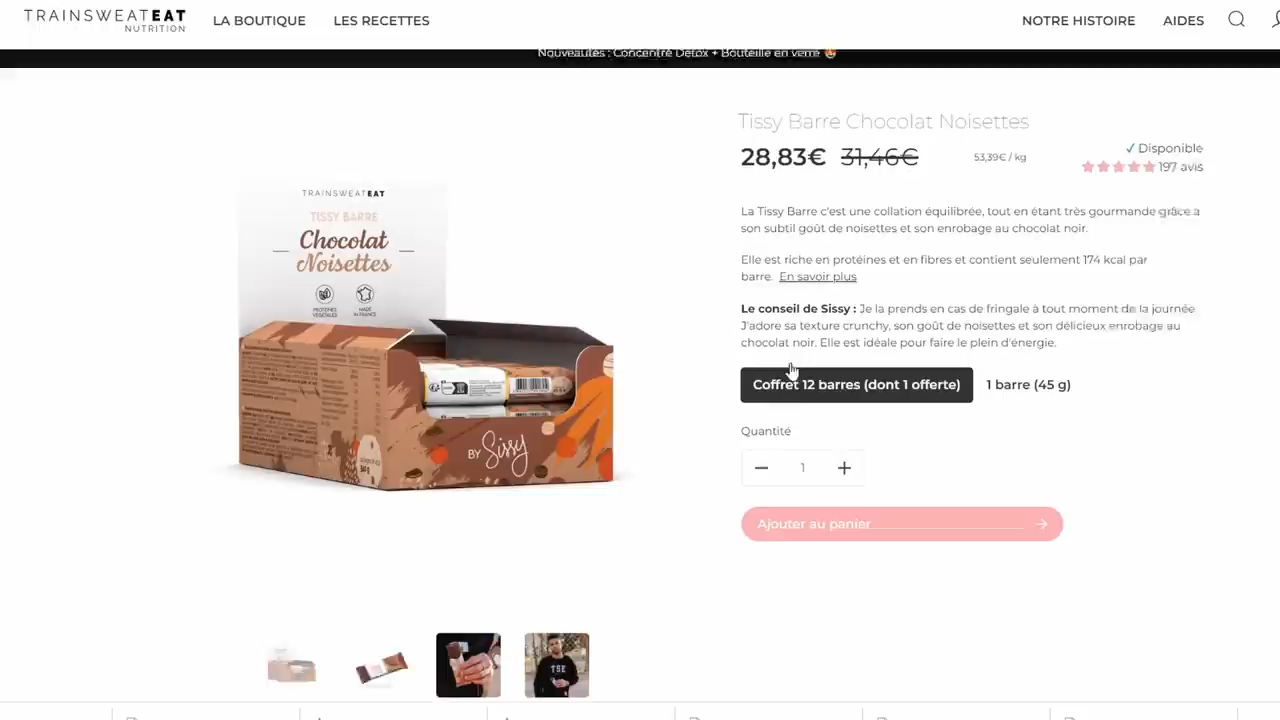 TRAINSWEATEAT
NUTRITION
LA BOUTIQUE
LES RECETTES
NOTRE HISTOIRE
AIDES
Nouveautés : Concentré Détox + Bouteille en verre
Tissy Barre Chocolat Noisettes
28,83€ 31,46€ 53,39€ / kg
✓ Disponible
197 avis
La Tissy Barre c'est une collation équilibrée, tout en étant très gourmande grâce à
son subtil goût de noisettes et son enrobage au chocolat noir.
Elle est riche en protéines et en fibres et contient seulement 174 kcal par
barre. En savoir plus
Le conseil de Sissy : Je la prends en cas de fringale à tout moment de la journée
J'adore sa texture crunchy, son goût de noisettes et son délicieux enrobage au
chocolat noir. Elle est idéale pour faire le plein d'énergie.
Coffret 12 barres (dont 1 offerte)
1 barre (45 g)
Quantité
— 1 +
Ajouter au panier
TRAINSWEATEAT
TISSY BARRE
Chocolat
Noisettes
PROTÉINES
VÉGÉTALES
MADE
IN FRANCE
BY Sissy
TSE